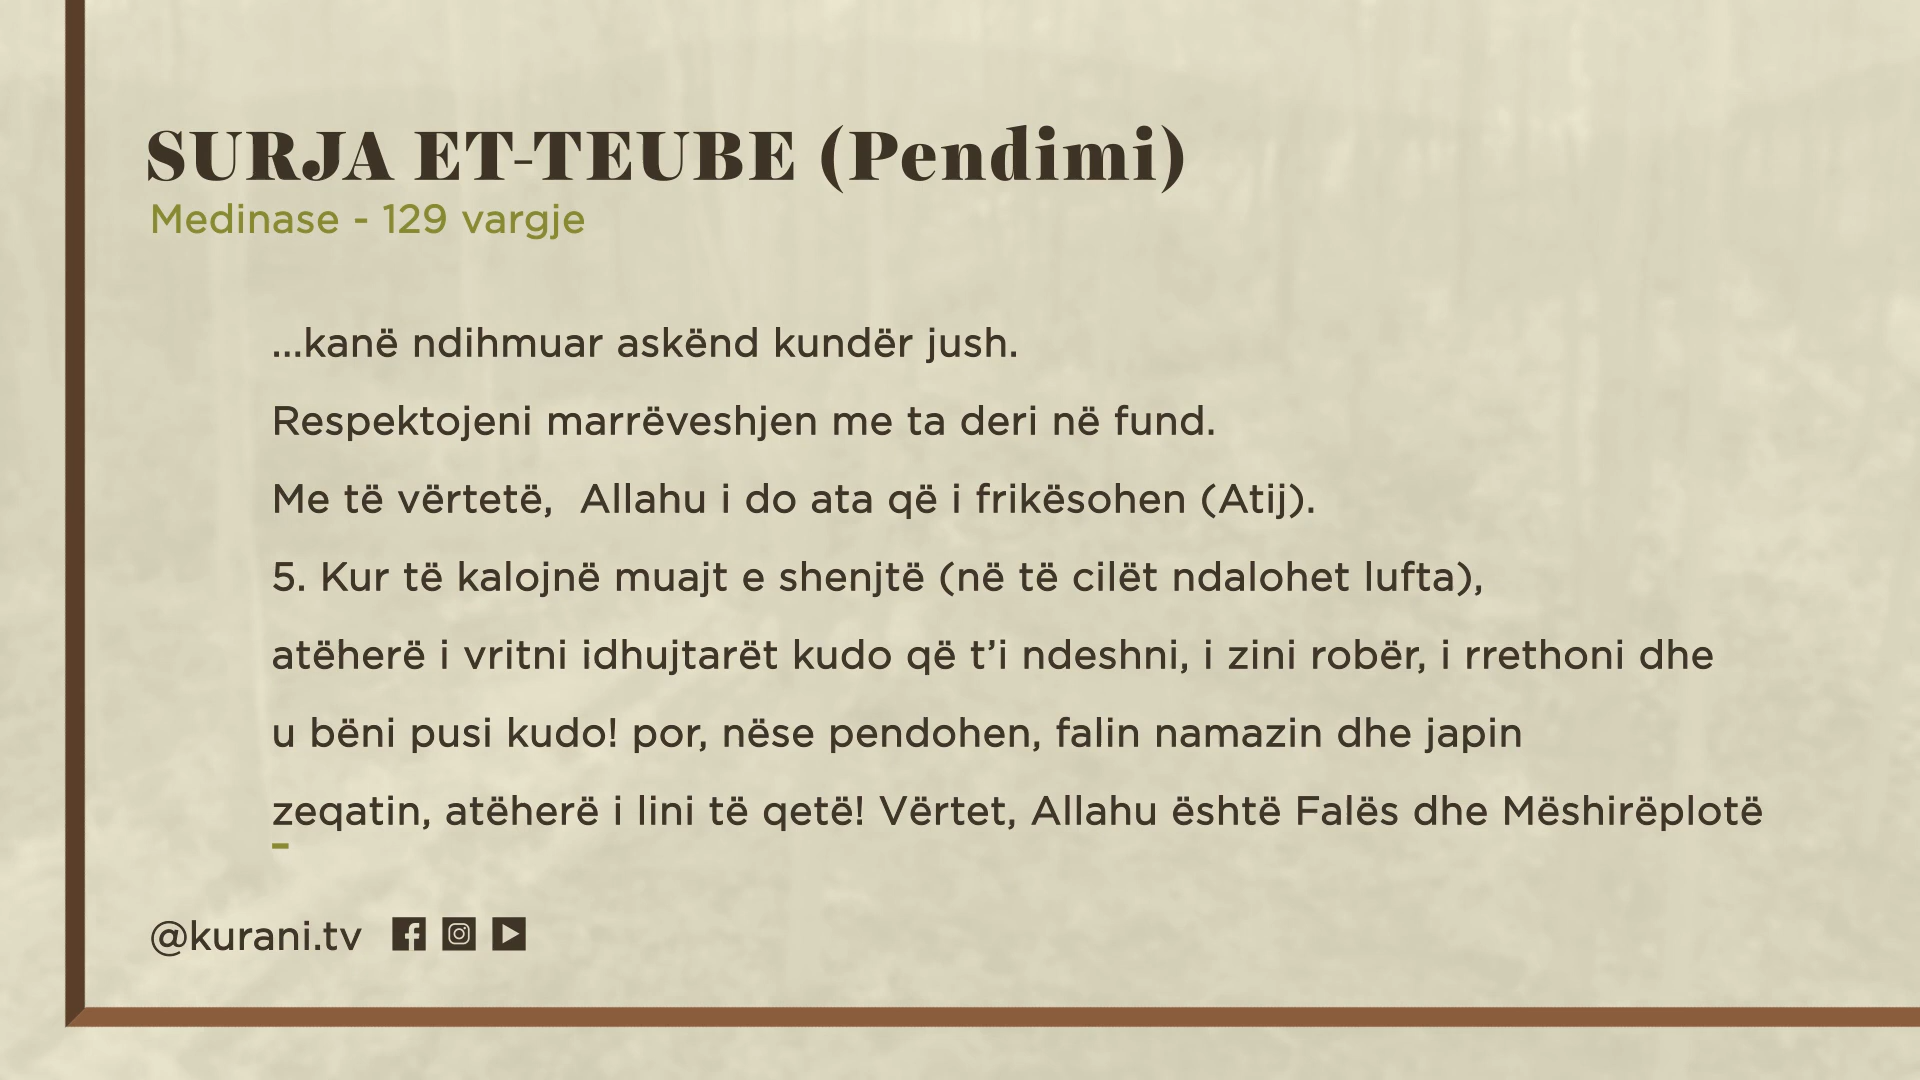 SURJA ET-TEUBE (Pendimi)
Medinase - 129 vargje
...kanë ndihmuar askënd kundër jush.
Respektojeni marrëveshjen me ta deri në fund.
Me të vërtetë,  Allahu i do ata që i frikësohen (Atij).
5. Kur të kalojnë muajt e shenjtë (në të cilët ndalohet lufta),
atëherë i vritni idhujtarët kudo që t’i ndeshni, i zini robër, i rrethoni dhe
u bëni pusi kudo! por, nëse pendohen, falin namazin dhe japin
zeqatin, atëherë i lini të qetë! Vërtet, Allahu është Falës dhe Mëshirëplotë
@kurani.tv